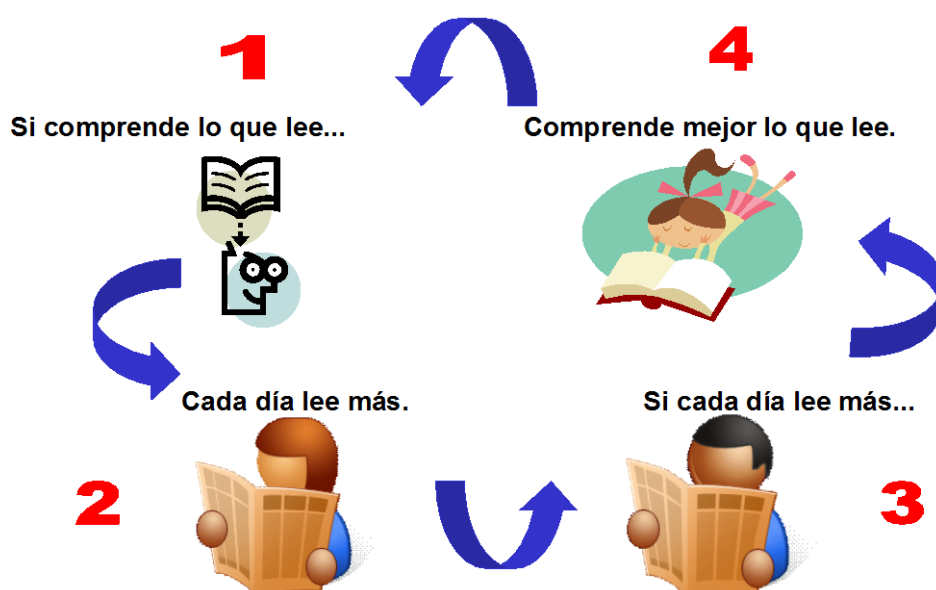 1
Si comprende lo que lee...
2
Cada día lee más.
3
Si cada día lee más...
4
Comprende mejor lo que lee.